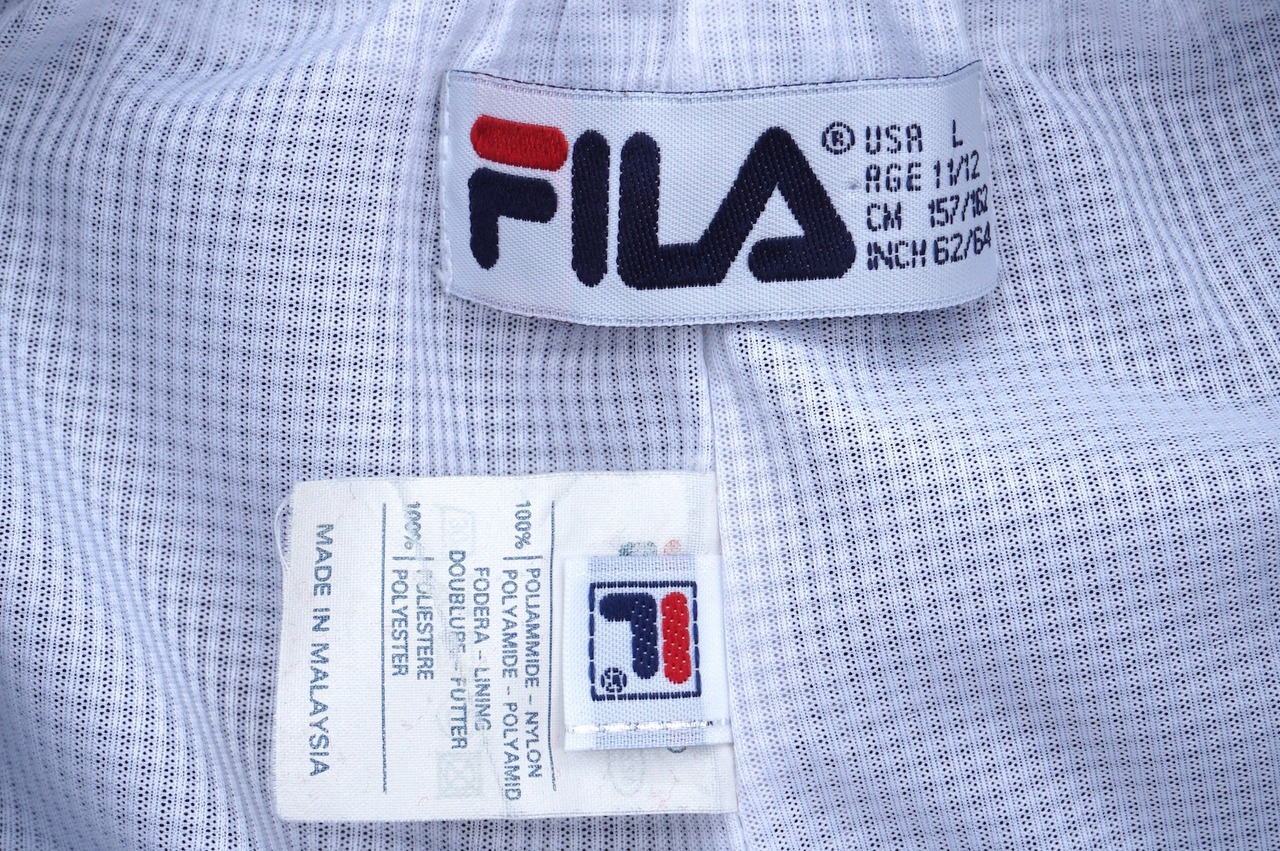 FILA ®
USA L
AGE 11/12
CM 157/162
INCH 62/64
100% POLIAMMIDE - NYLON
POLYAMIDE - POLYAMID
FODERA - LINING
DOUBLURE - FUTTER
100% POLIESTERE
POLYESTER
MADE IN MALAYSIA
F ®